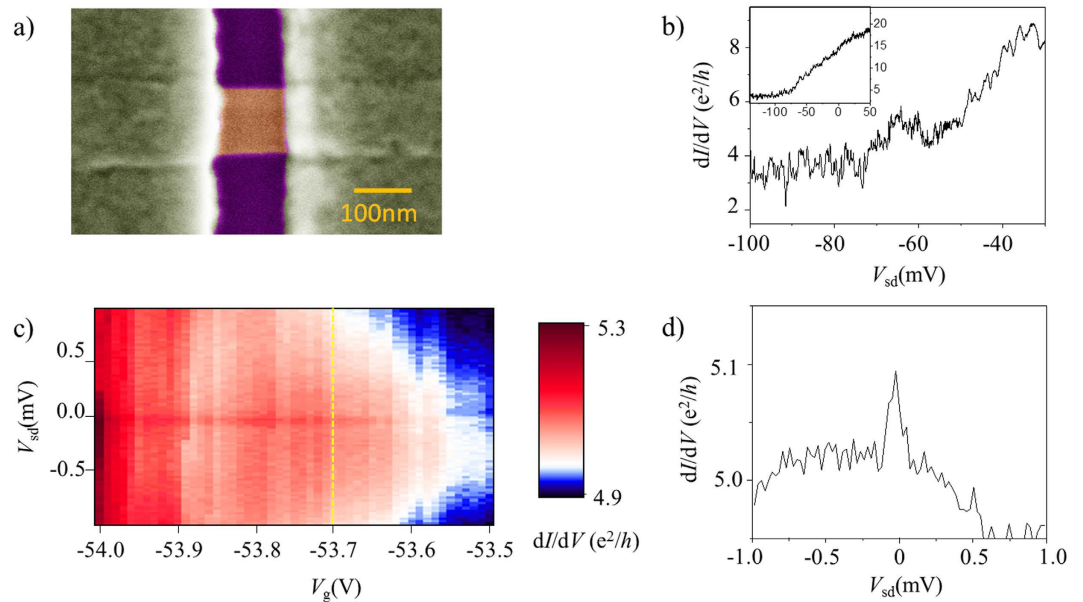 a)
100nm
b)
dI/dV (e²/h)
8
6
4
2
20
15
10
5
-100
-50
0
50
-100
-80
-60
-40
Vsd(mV)
c)
Vsd(mV)
0.5
0.0
-0.5
-54.0
-53.9
-53.8
-53.7
-53.6
-53.5
Vg(V)
5.3
4.9
dI/dV (e²/h)
d)
dI/dV (e²/h)
5.1
5.0
-1.0
-0.5
0
0.5
1.0
Vsd(mV)